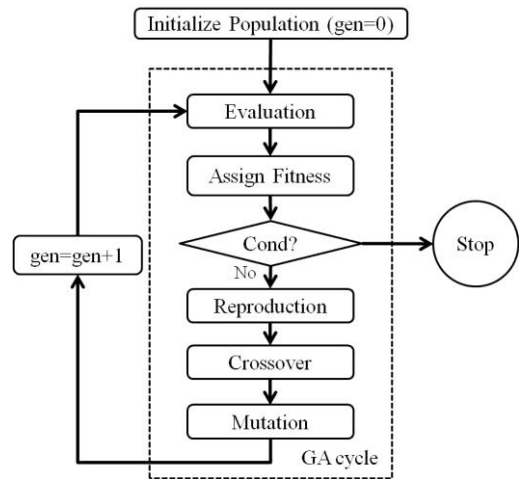 Initialize Population (gen=0)
Evaluation
Assign Fitness
Cond?
Stop
No
gen=gen+1
Reproduction
Crossover
Mutation
GA cycle